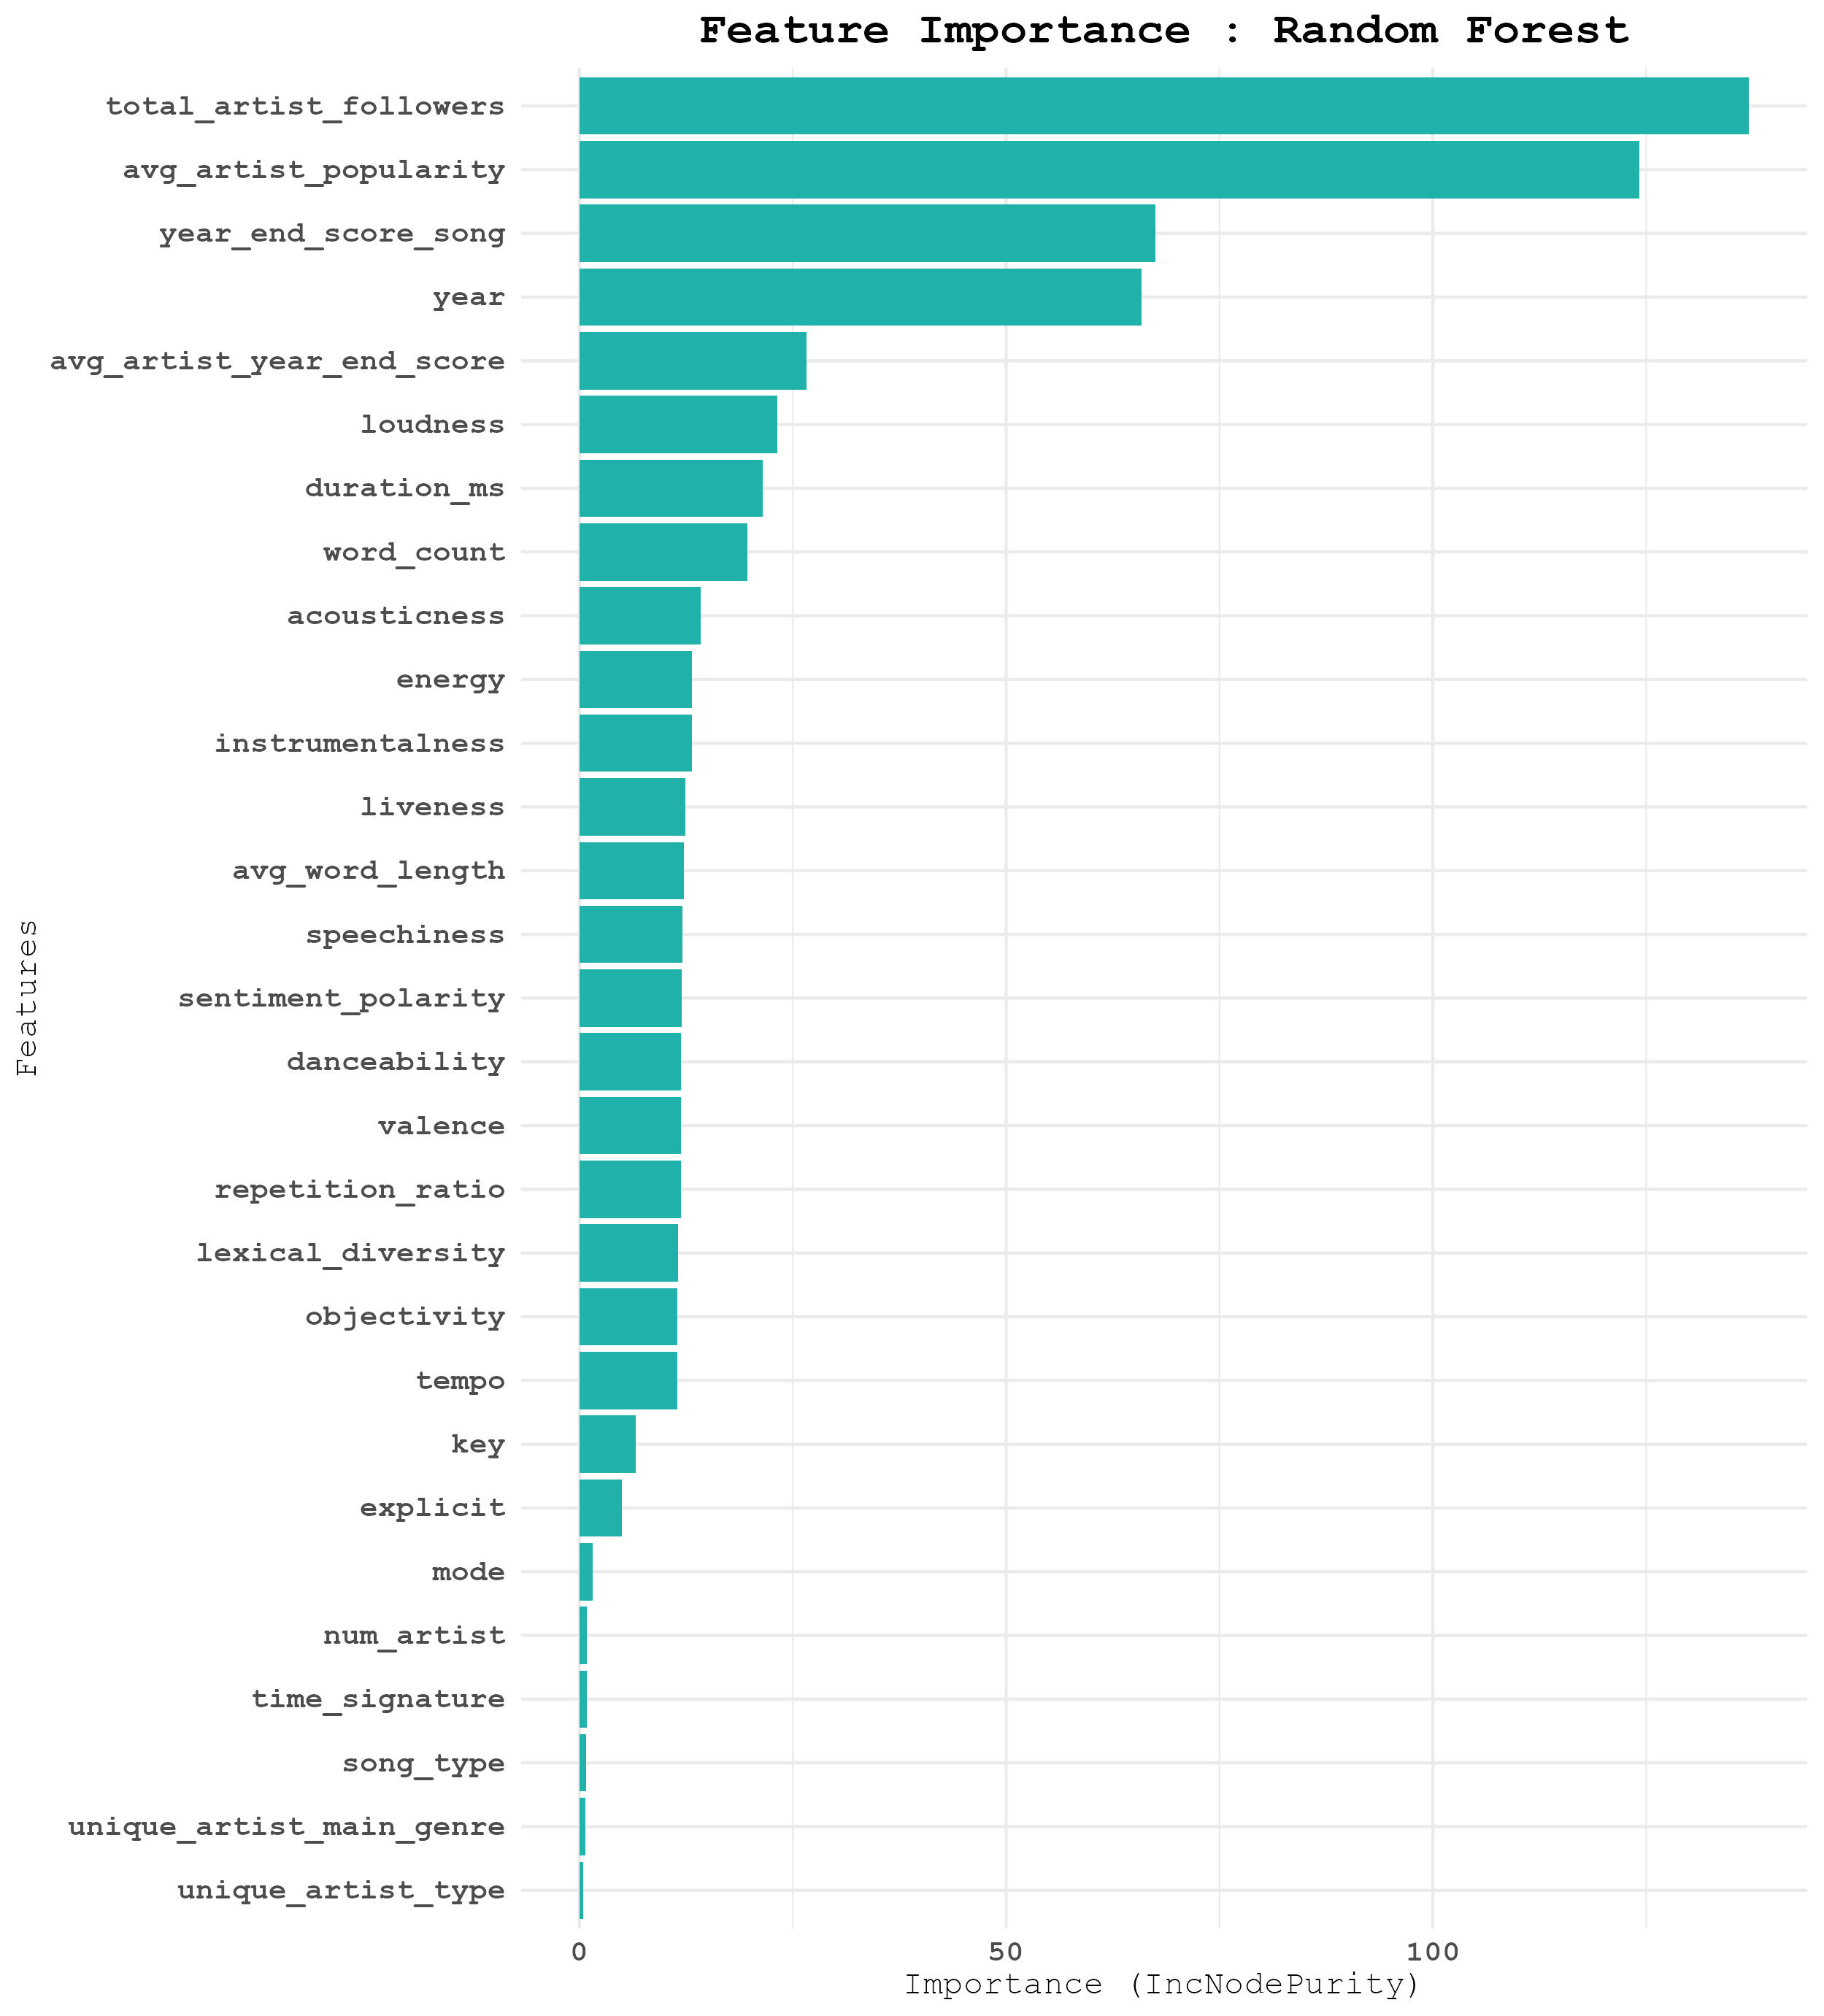 Feature Importance : Random Forest
total_artist_followers
avg_artist_popularity
year_end_score_song
year
avg_artist_year_end_score
loudness
duration_ms
word_count
acousticness
energy
instrumentalness
liveness
avg_word_length
speechiness
sentiment_polarity
danceability
valence
repetition_ratio
lexical_diversity
objectivity
tempo
key
explicit
mode
num_artist
time_signature
song_type
unique_artist_main_genre
unique_artist_type
Features
0 50 100
Importance (IncNodePurity)